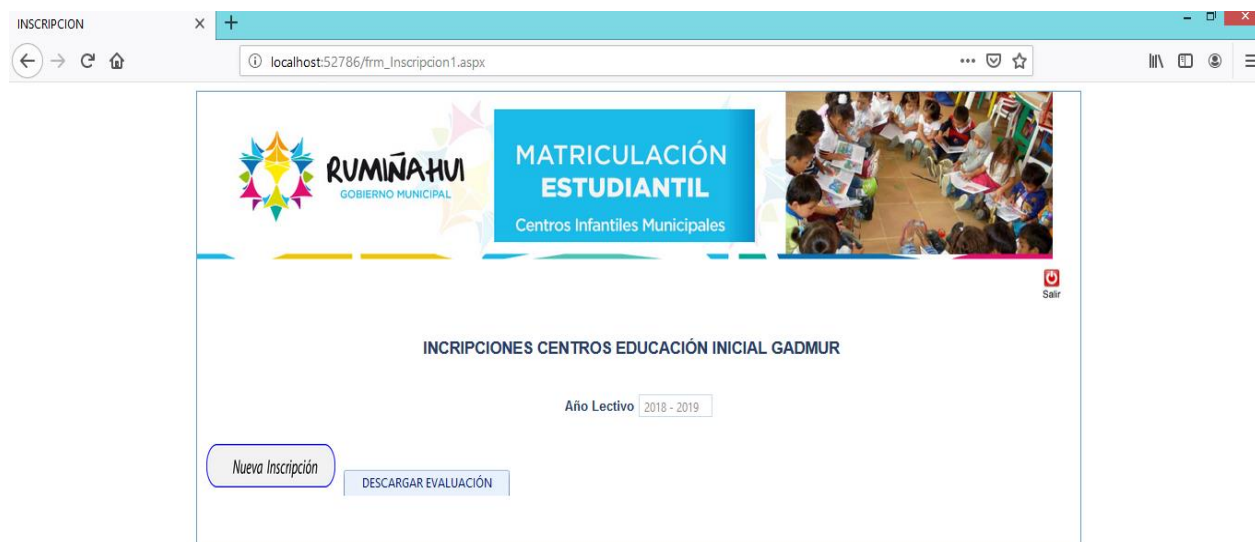 INSCRIPCION
localhost:52786/frm_Inscripcion1.aspx
RUMIÑAHUI
GOBIERNO MUNICIPAL
MATRICULACIÓN
ESTUDIANTIL
Centros Infantiles Municipales
Salir
INCRIPCIONES CENTROS EDUCACIÓN INICIAL GADMUR
Año Lectivo 2018 - 2019
Nueva Inscripción
DESCARGAR EVALUACIÓN